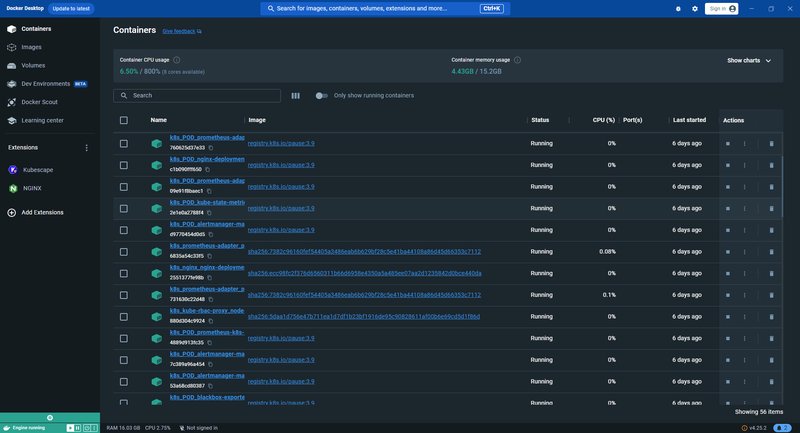 Docker Desktop Update to latest Search for images, containers, volumes, extensions and more... Ctrl+K Sign in
Containers
Images
Volumes
Dev Environments BETA
Docker Scout
Learning center
Extensions
Kubescape
NGINX
Add Extensions
Containers Give feedback
Container CPU usage
6.50% / 800% (8 cores available)
Container memory usage
4.43GB / 15.2GB
Show charts
Search
Only show running containers
Name Image Status CPU (%) Port(s) Last started Actions
k8s_POD_prometheus-adap
760625d37e33 registry.k8s.io/pause:3.9 Running 0% 6 days ago
k8s_POD_nginx-deploymen
c1b090fff650 registry.k8s.io/pause:3.9 Running 0% 6 days ago
k8s_POD_prometheus-adap
09e91f8baec1 registry.k8s.io/pause:3.9 Running 0% 6 days ago
k8s_POD_kube-state-metri
2e1e0a2788f4 registry.k8s.io/pause:3.9 Running 0% 6 days ago
k8s_POD_alertmanager-ma
d9770454d0d5 registry.k8s.io/pause:3.9 Running 0% 6 days ago
k8s_prometheus-adapter_p
6835a54c33f5 Running 0.08% 6 days ago
k8s_nginx_nginx-deployme
2551377fe98b Running 0% 6 days ago
k8s_prometheus-adapter_p
731630c22d48 Running 0.1% 6 days ago
k8s_kube-rbac-proxy_node
880d304c9924 Running 0% 6 days ago
k8s_POD_prometheus-k8s-
4889d913fc35 registry.k8s.io/pause:3.9 Running 0% 6 days ago
k8s_POD_alertmanager-ma
7c389a96a454 registry.k8s.io/pause:3.9 Running 0% 6 days ago
k8s_POD_alertmanager-ma
53a68cd80387 registry.k8s.io/pause:3.9 Running 0% 6 days ago
k8s_POD_blackbox-exporte
registry.k8s.io/pause:3.9 Running 0% 6 days ago
Showing 56 items
Engine running RAM 16.03 GB CPU 2.75% Not signed in v4.25.2 2